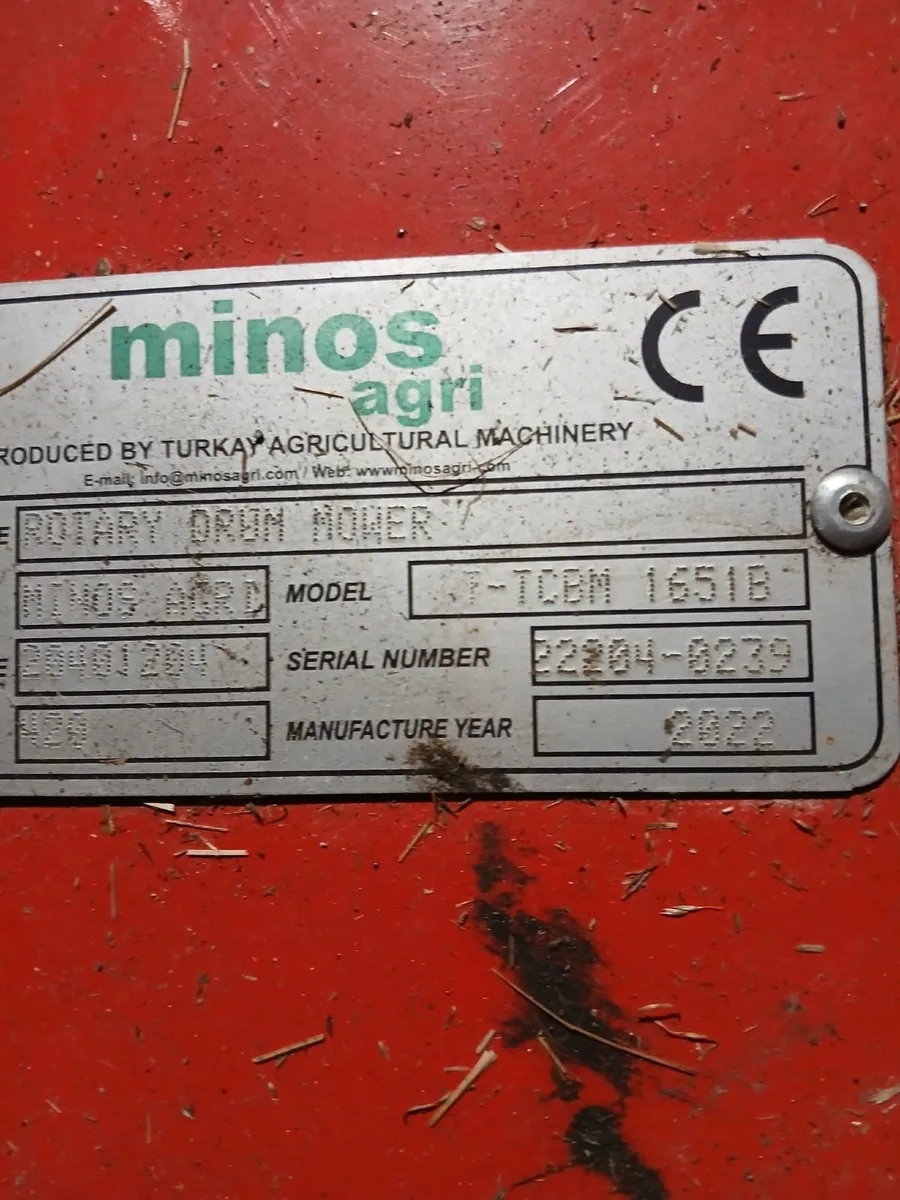 minos
agri
CE
RODUCED BY TURKAY AGRICULTURAL MACHINERY
E-mail: info@minosagri.com / Web: www.minosagri.com
E ROTARY DRUM MOWER
MINOS AGRI MODEL T-TCBM 1651B
E 20401204 SERIAL NUMBER 22204-0239
420 MANUFACTURE YEAR 2022